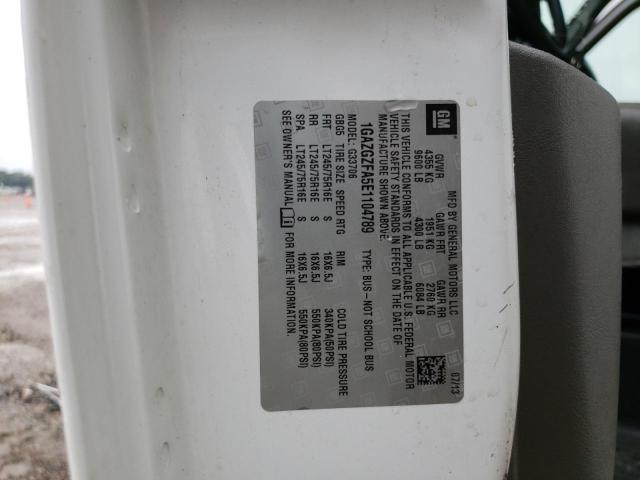 GM
MFD BY GENERAL MOTORS LLC
07/13
GVWR GAWR FRT GAWR RR
4355 KG 1951 KG 2760 KG
9600 LB 4300 LB 6084 LB
THIS VEHICLE CONFORMS TO ALL APPLICABLE U.S. FEDERAL MOTOR
VEHICLE SAFETY STANDARDS IN EFFECT ON THE DATE OF
MANUFACTURE SHOWN ABOVE.
1GAZGZFA5E1104789 TYPE: BUS-NOT SCHOOL BUS
MODEL: G33706
GBG5 TIRE SIZE SPEED RTG RIM COLD TIRE PRESSURE
FRT LT245/75R16E S 16X6.5J 340KPA(50PSI)
RR LT245/75R16E S 16X6.5J 550KPA(80PSI)
SPA LT245/75R16E S 16X6.5J 550KPA(80PSI)
SEE OWNER'S MANUAL FOR MORE INFORMATION.